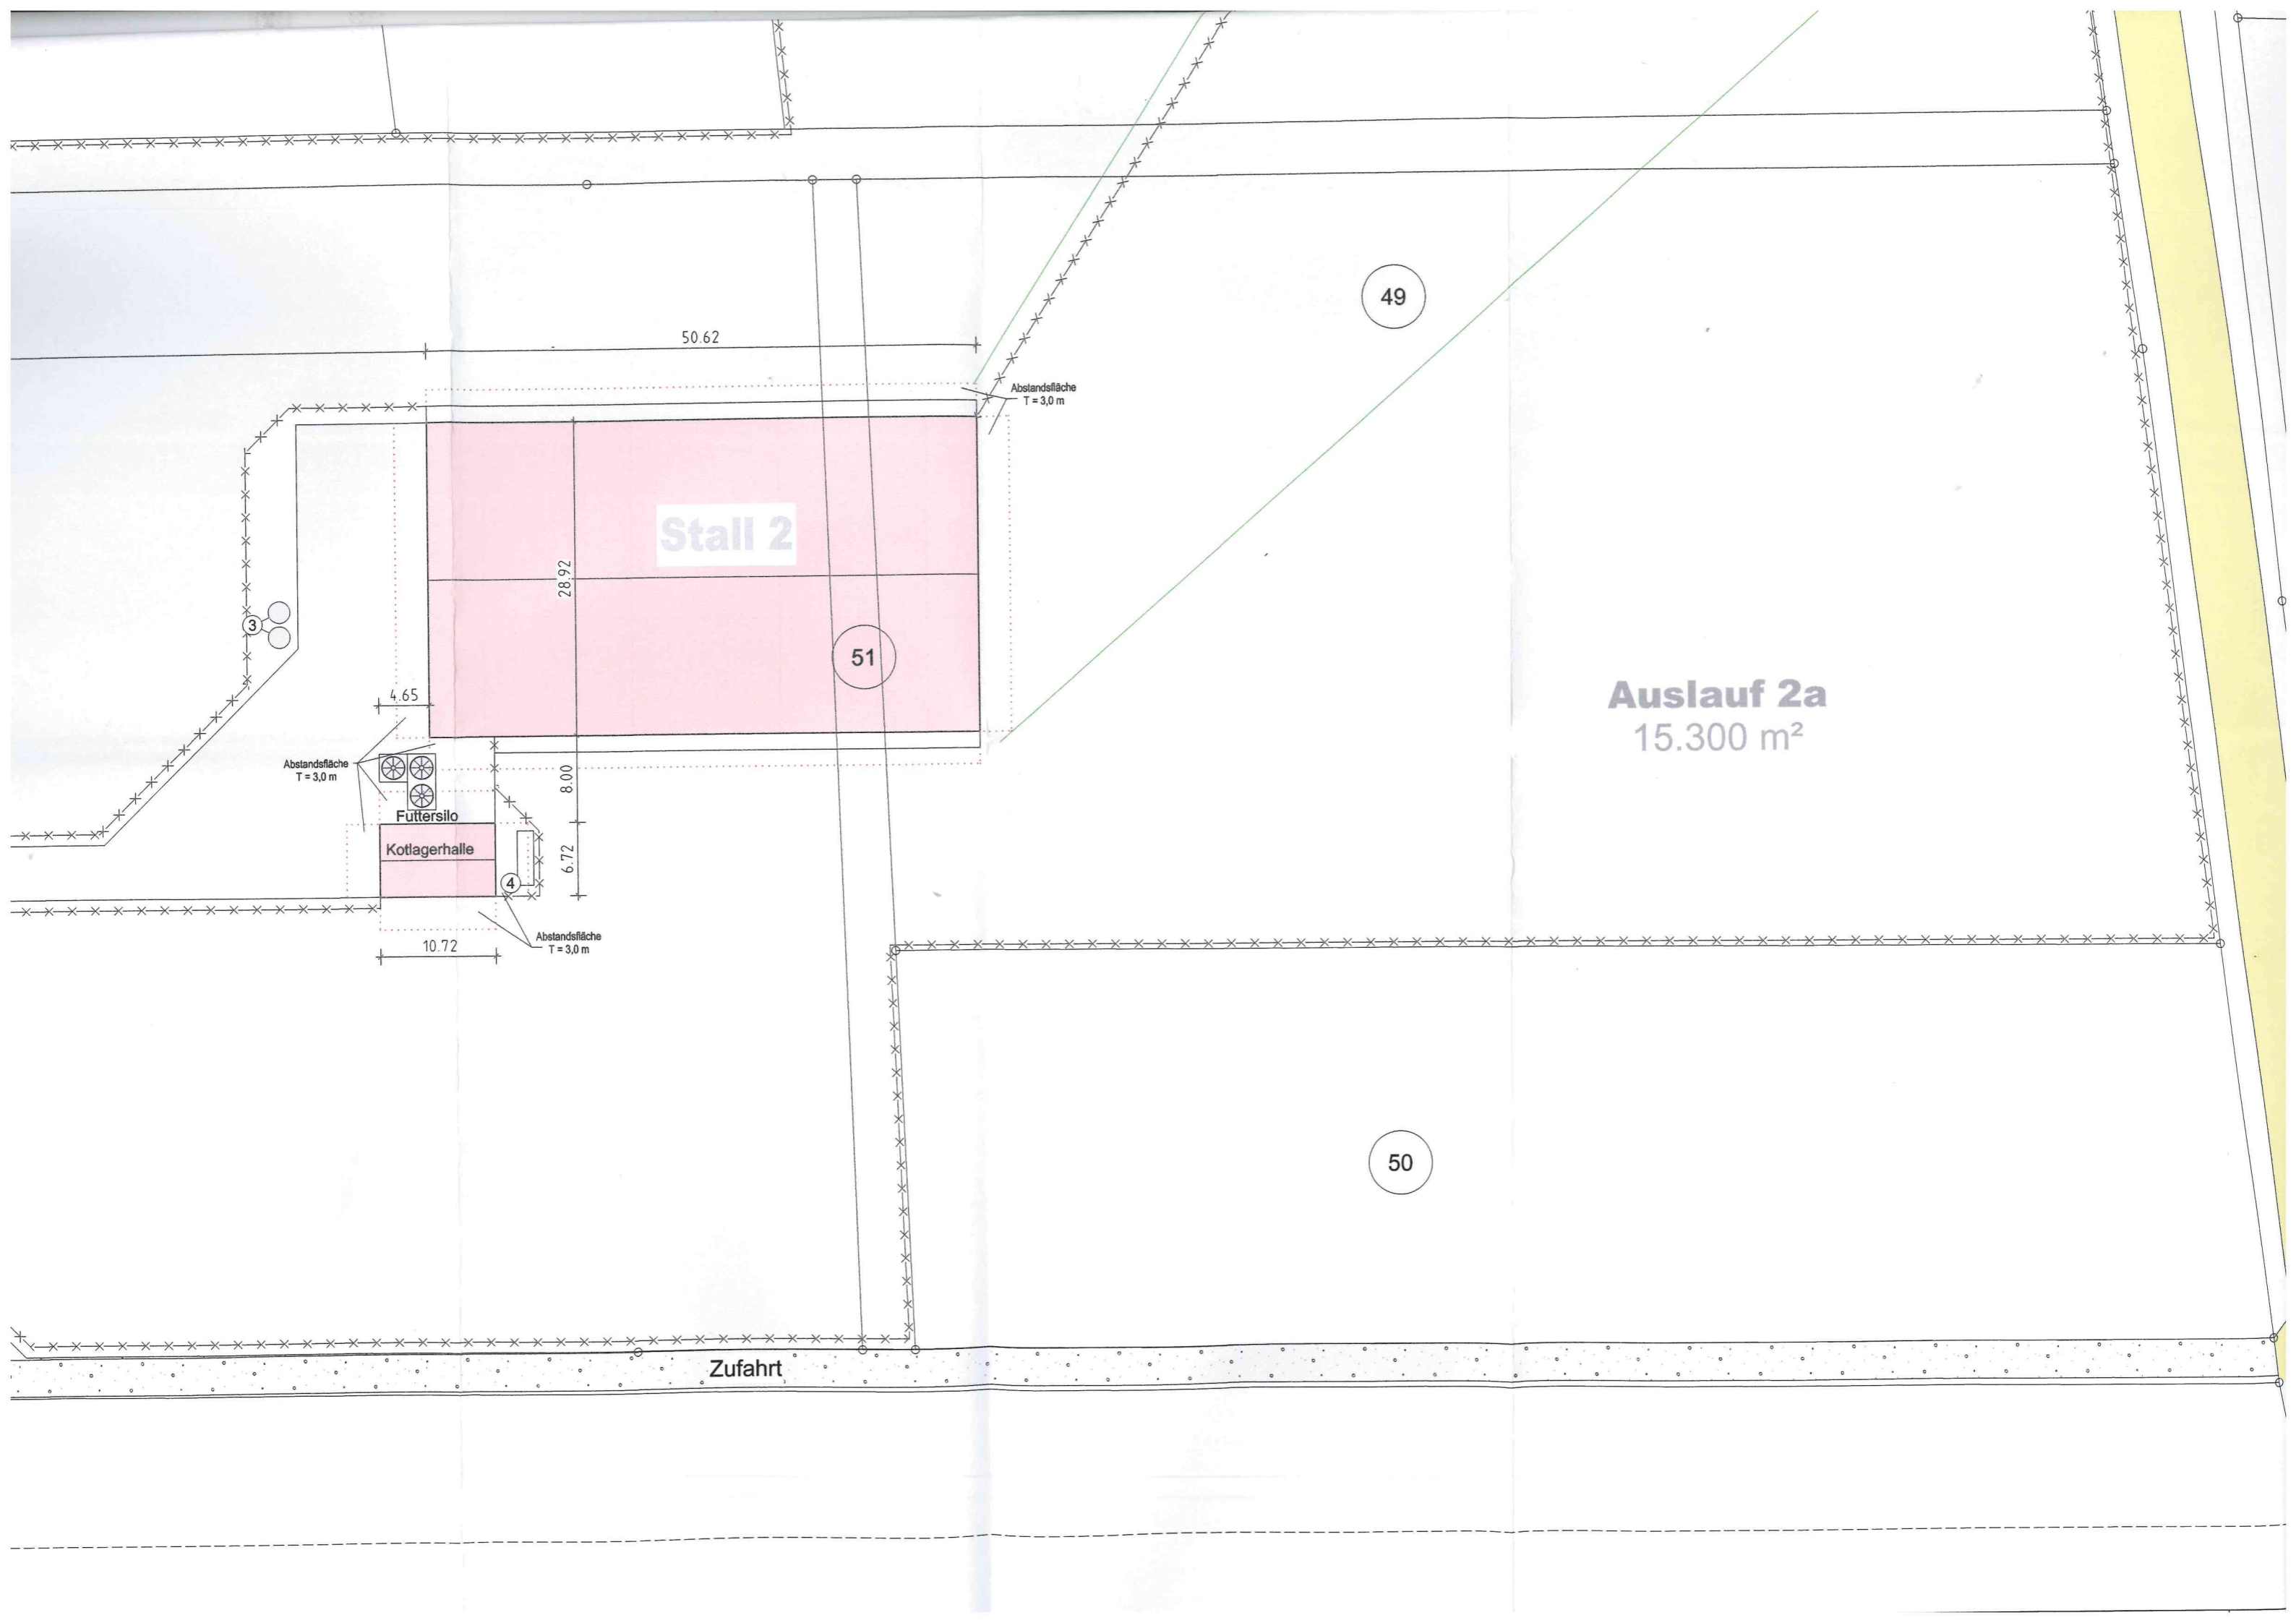 49
50.62
Abstandsfläche
T = 3,0 m
Stall 2
28.92
3
51
4.65
Auslauf 2a
15.300 m²
Abstandsfläche
T = 3,0 m
8.00
Futtersilo
Kotlagerhalle
6.72
4
Abstandsfläche
T = 3,0 m
10.72
50
Zufahrt